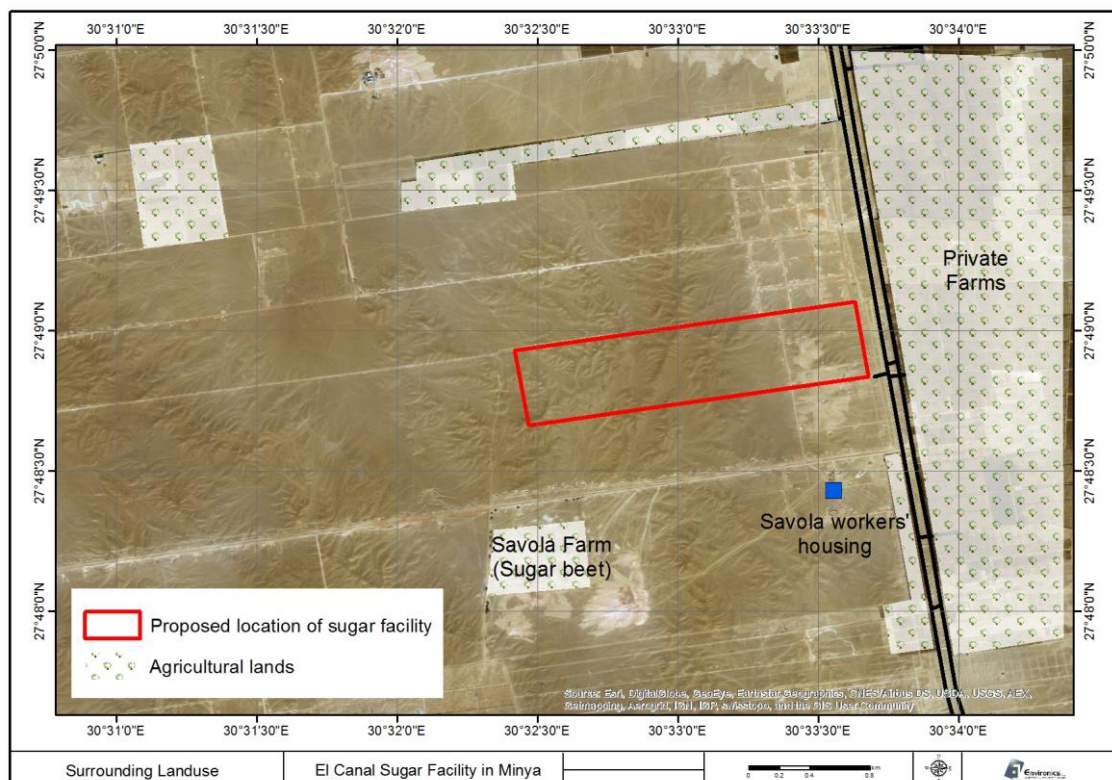 30°31'0"E 30°31'30"E 30°32'0"E 30°32'30"E 30°33'0"E 30°33'30"E 30°34'0"E
27°50'0"N
27°50'0"N
27°49'30"N
27°49'30"N
Private
Farms
27°49'0"N
27°49'0"N
27°48'30"N
27°48'30"N
Savola workers'
housing
Savola Farm
(Sugar beet)
27°48'0"N
27°48'0"N
Proposed location of sugar facility
Agricultural lands
Source: Esri, DigitalGlobe, GeoEye, Earthstar Geographics, CNES/Airbus DS, USDA, USGS, AEX,
Getmapping, Aerogrid, IGN, IGP, swisstopo, and the GIS User Community
30°31'0"E 30°31'30"E 30°32'0"E 30°32'30"E 30°33'0"E 30°33'30"E 30°34'0"E
Surrounding Landuse
El Canal Sugar Facility in Minya
0 0.2 0.4 0.8 km
Environics